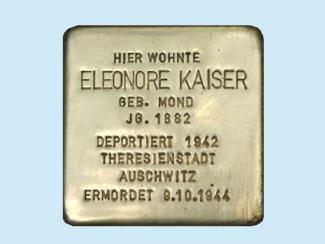 HIER WOHNTE
ELEONORE KAISER
GEB. MOND
JG. 1882
DEPORTIERT 1942
THERESIENSTADT
AUSCHWITZ
ERMORDET 9.10.1944